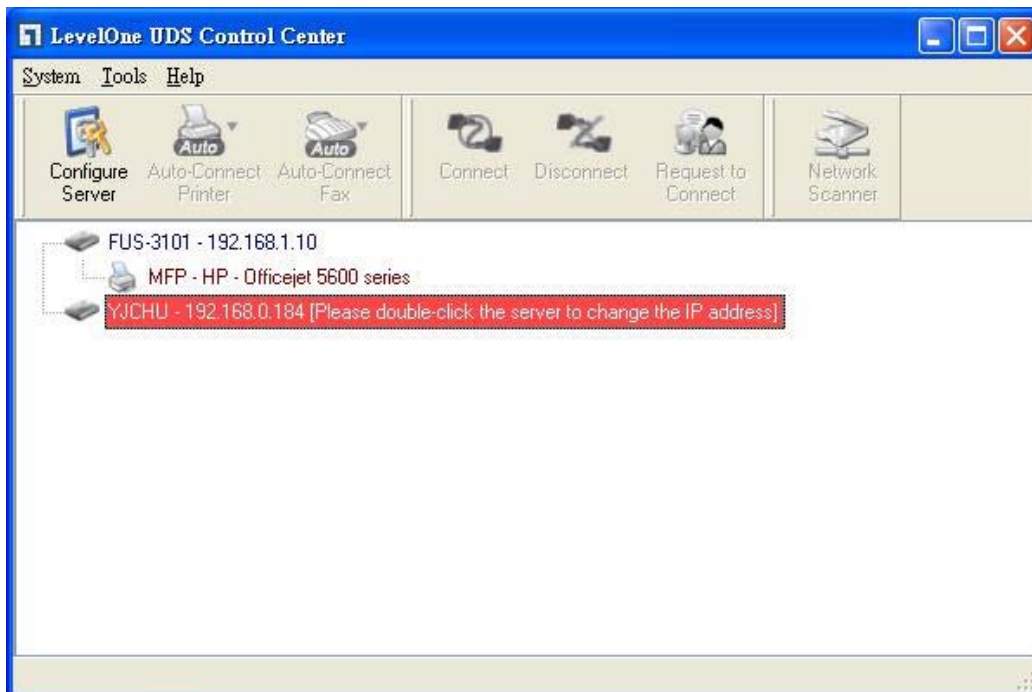 LevelOne UDS Control Center
System Tools Help
Configure Server
Auto
Auto-Connect Printer
Auto
Auto-Connect Fax
Connect
Disconnect
Request to Connect
Network Scanner
FUS-3101 - 192.168.1.10
MFP - HP - Officejet 5600 series
YJCHU - 192.168.0.184 [Please double-click the server to change the IP address]